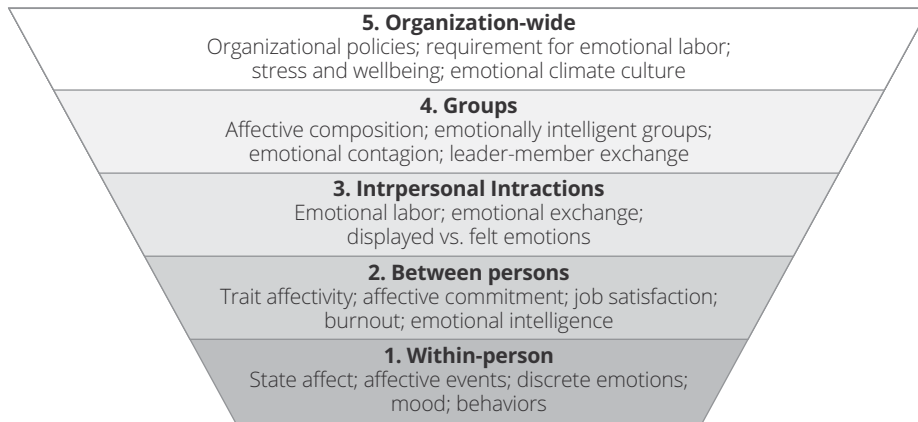 5. Organization-wide
Organizational policies; requirement for emotional labor;
stress and wellbeing; emotional climate culture
4. Groups
Affective composition; emotionally intelligent groups;
emotional contagion; leader-member exchange
3. Intrpersonal Intractions
Emotional labor; emotional exchange;
displayed vs. felt emotions
2. Between persons
Trait affectivity; affective commitment; job satisfaction;
burnout; emotional intelligence
1. Within-person
State affect; affective events; discrete emotions;
mood; behaviors